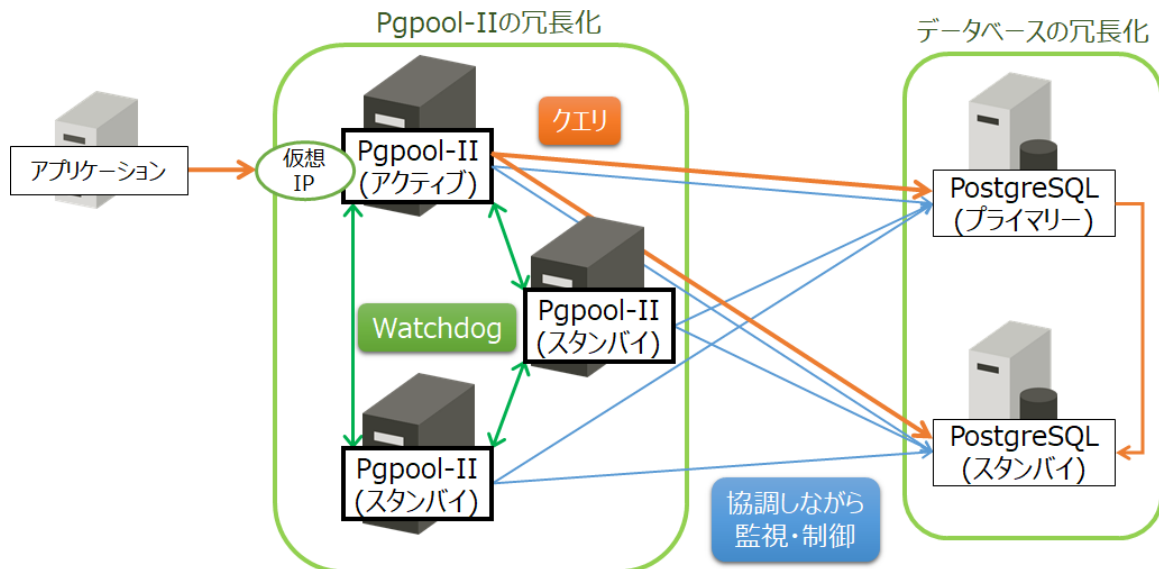 Pgpool-IIの冗長化
データベースの冗長化
クエリ
アプリケーション
仮想
IP
Pgpool-II
(アクティブ)
PostgreSQL
(プライマリー)
Watchdog
Pgpool-II
(スタンバイ)
Pgpool-II
(スタンバイ)
PostgreSQL
(スタンバイ)
協調しながら
監視・制御